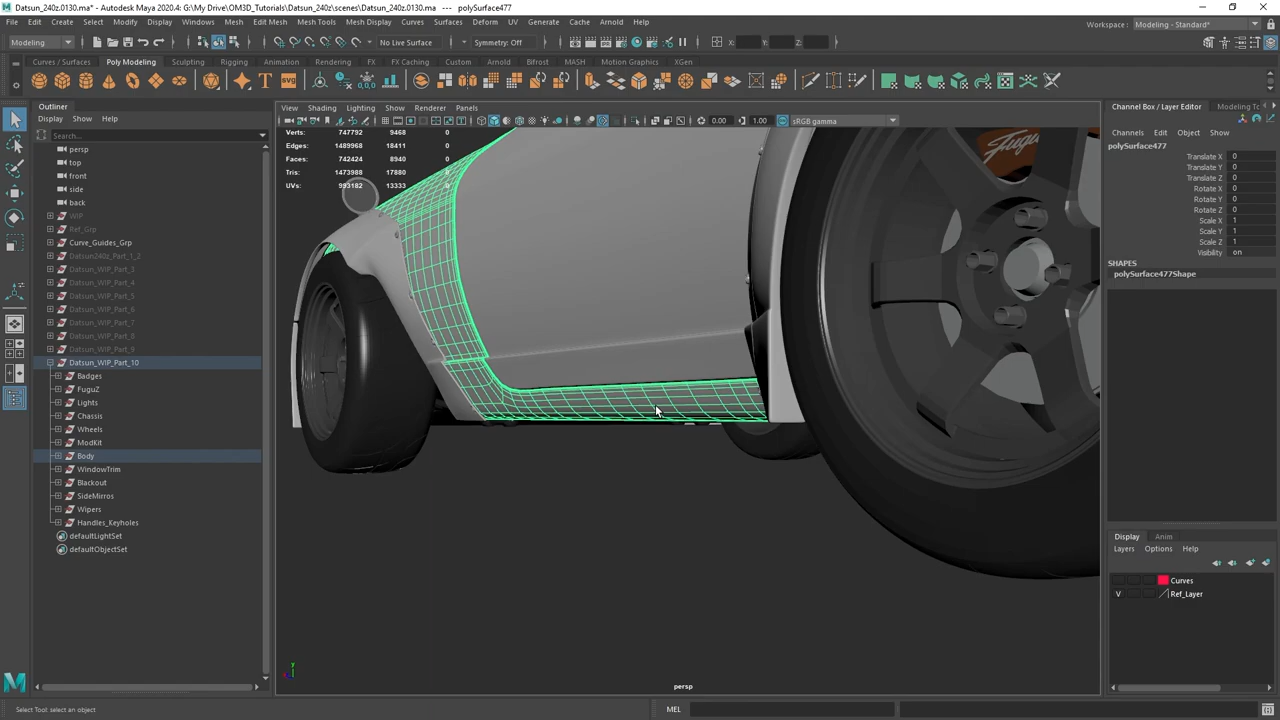 Datsun_240z.0130.ma* - Autodesk Maya 2020.4: G:\My Drive\OM3D_Tutorials\Datsun_240z\scenes\Datsun_240z.0130.ma --- polySurface477
File Edit Create Select Modify Display Windows Mesh Edit Mesh Mesh Tools Mesh Display Curves Surfaces Deform UV Generate Cache Arnold Help
Workspace : Modeling - Standard*
Modeling No Live Surface Symmetry: Off X: Y: Z:
Curves / Surfaces Poly Modeling Sculpting Rigging Animation Rendering FX FX Caching Custom Arnold Bifrost MASH Motion Graphics XGen
Outliner
Display Show Help
Search...
persp
top
front
side
back
WIP
Ref_Grp
Curve_Guides_Grp
Datsun240z_Part_1_2
Datsun_WIP_Part_3
Datsun_WIP_Part_4
Datsun_WIP_Part_5
Datsun_WIP_Part_6
Datsun_WIP_Part_7
Datsun_WIP_Part_8
Datsun_WIP_Part_9
Datsun_WIP_Part_10
Badges
FuguZ
Lights
Chassis
Wheels
ModKit
Body
WindowTrim
Blackout
SideMirros
Wipers
Handles_Keyholes
defaultLightSet
defaultObjectSet
View Shading Lighting Show Renderer Panels
0.00 1.00 sRGB gamma
Verts: 747792 9468 0
Edges: 1489968 18411 0
Faces: 742424 8940 0
Tris: 1473988 17880 0
UVs: 993182 13333 0
Fugu
persp
Channel Box / Layer Editor Modeling Tc
Channels Edit Object Show
polySurface477
Translate X 0
Translate Y 0
Translate Z 0
Rotate X 0
Rotate Y 0
Rotate Z 0
Scale X 1
Scale Y 1
Scale Z 1
Visibility on
SHAPES
polySurface477Shape
Display Anim
Layers Options Help
Curves
V Ref_Layer
Select Tool: select an object
MEL